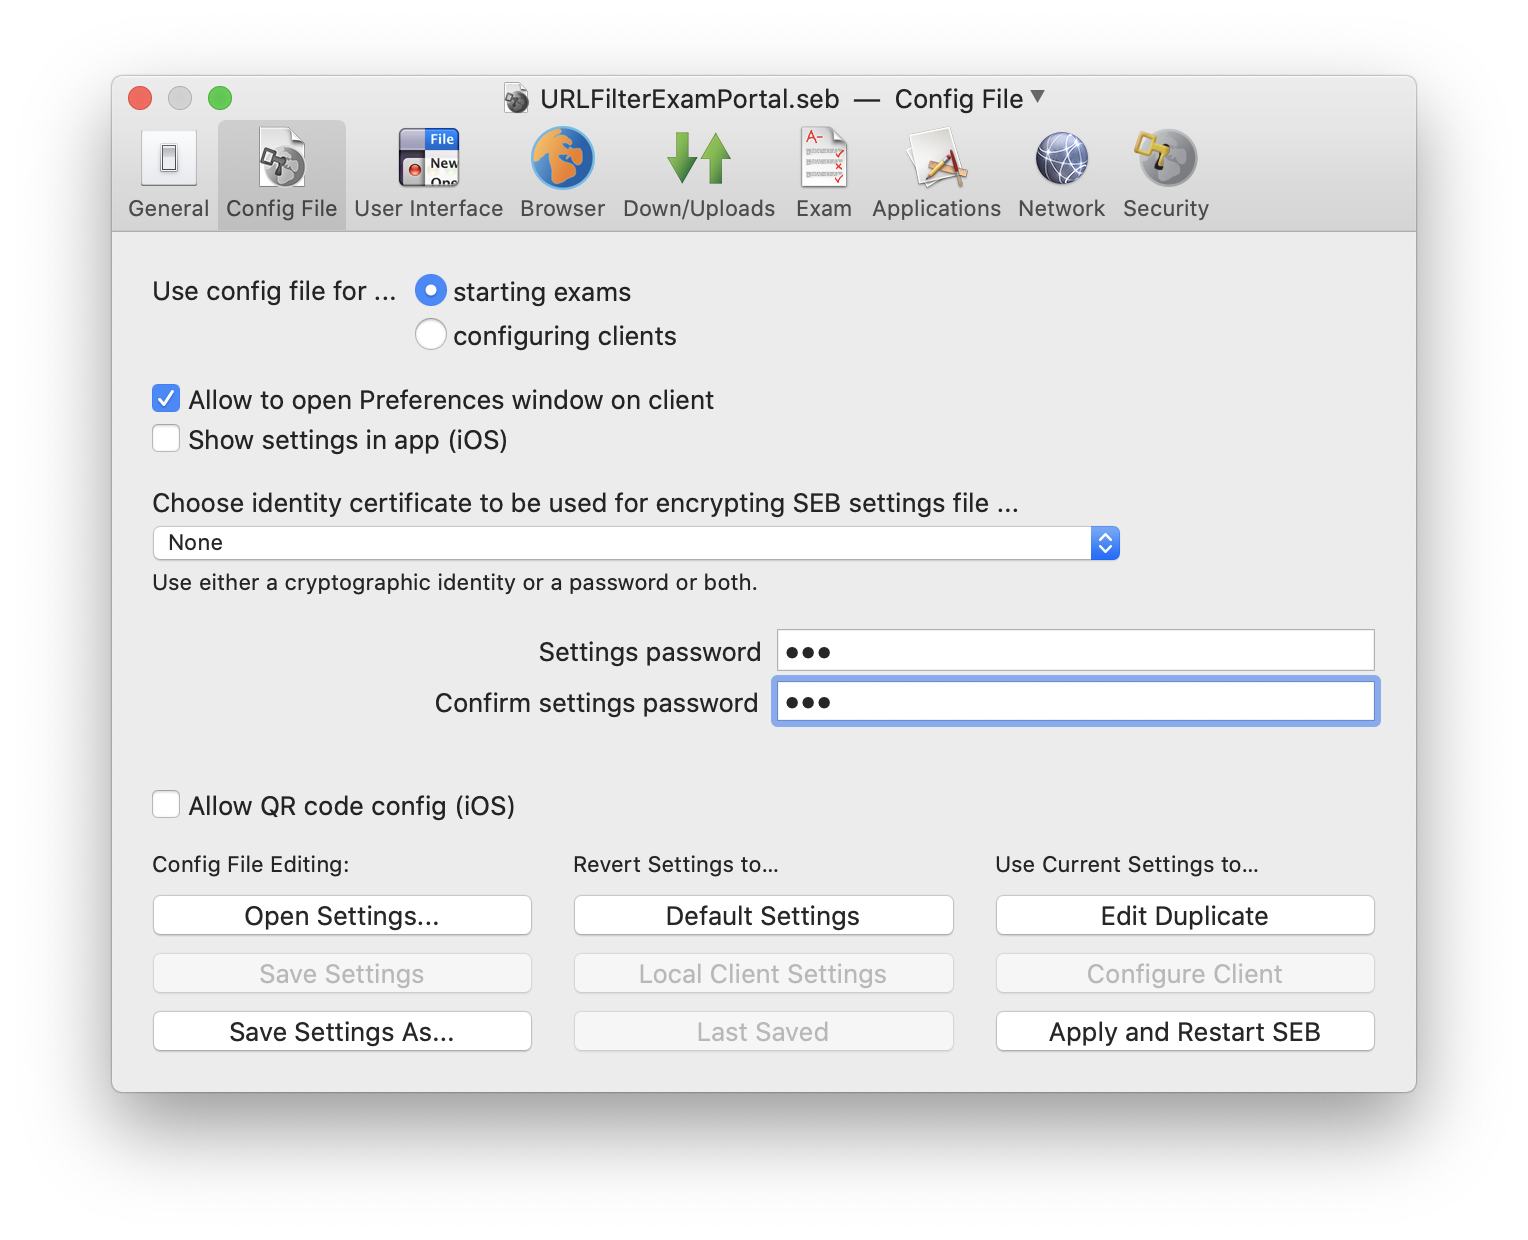 URLFilterExamPortal.seb — Config File ▼
File
New
A-
General Config File User Interface Browser Down/Uploads Exam Applications Network Security
Use config file for ... starting exams
configuring clients
Allow to open Preferences window on client
Show settings in app (iOS)
Choose identity certificate to be used for encrypting SEB settings file ...
None
Use either a cryptographic identity or a password or both.
Settings password •••
Confirm settings password •••
Allow QR code config (iOS)
Config File Editing: Revert Settings to... Use Current Settings to...
Open Settings... Default Settings Edit Duplicate
Save Settings Local Client Settings Configure Client
Save Settings As... Last Saved Apply and Restart SEB